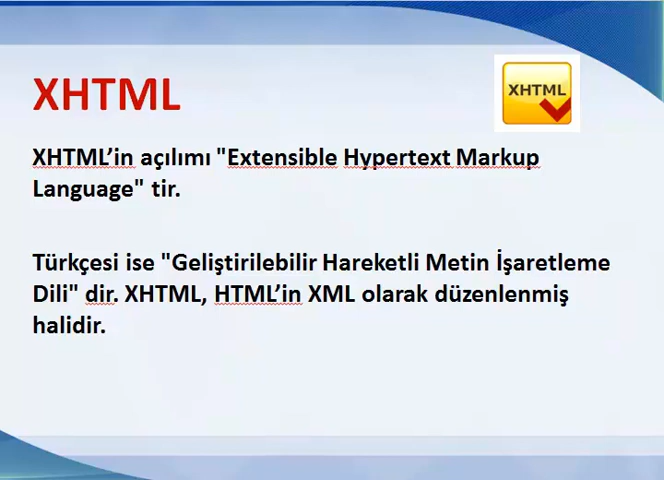 XHTML
XHTML
XHTML’in açılımı "Extensible Hypertext Markup
Language" tir.
Türkçesi ise "Geliştirilebilir Hareketli Metin İşaretleme
Dili" dir. XHTML, HTML’in XML olarak düzenlenmiş
halidir.